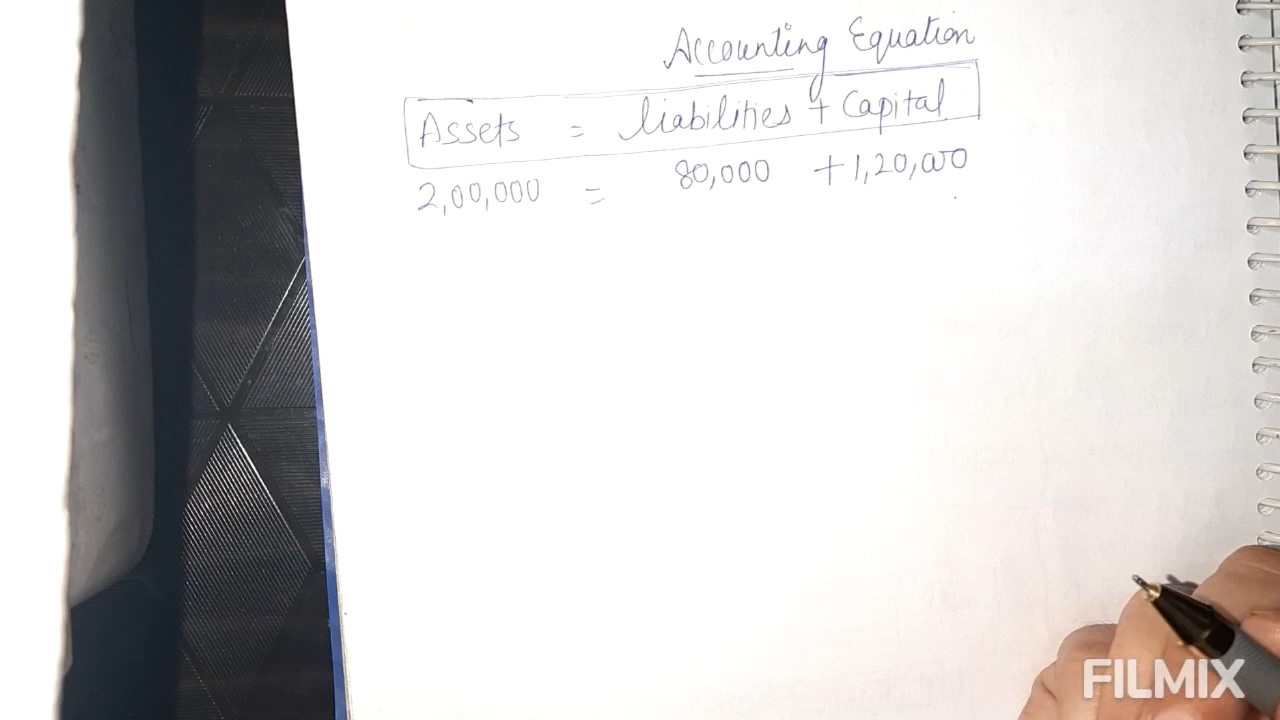 Accounting Equation
Assets = Liabilities + Capital
2,00,000 = 80,000 + 1,20,000
FILMIX